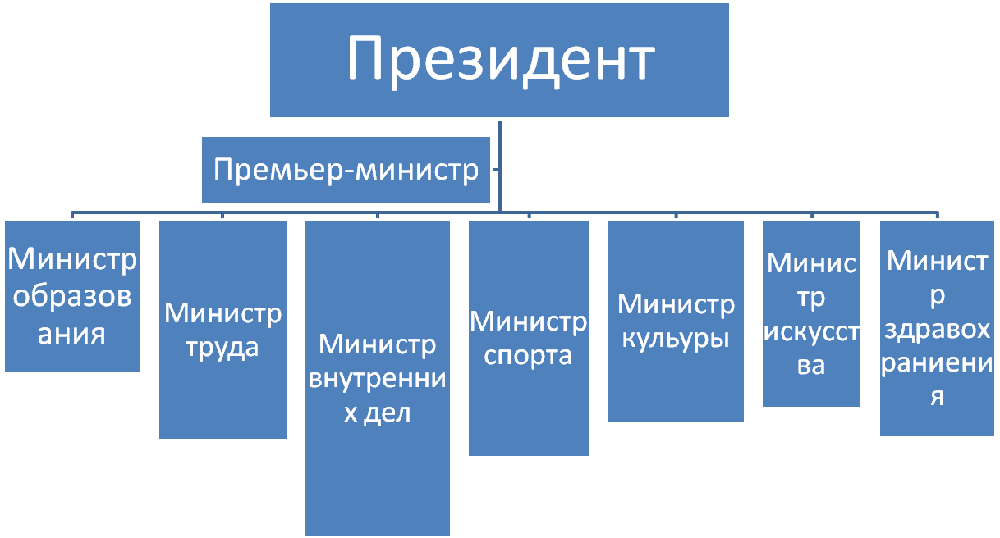 Президент
Премьер-министр
Министр
образов
ания
Министр
труда
Министр
внутренни
х дел
Министр
спорта
Министр
кульуры
Минис
тр
искусст
ва
Минист
р
здравох
раниени
я